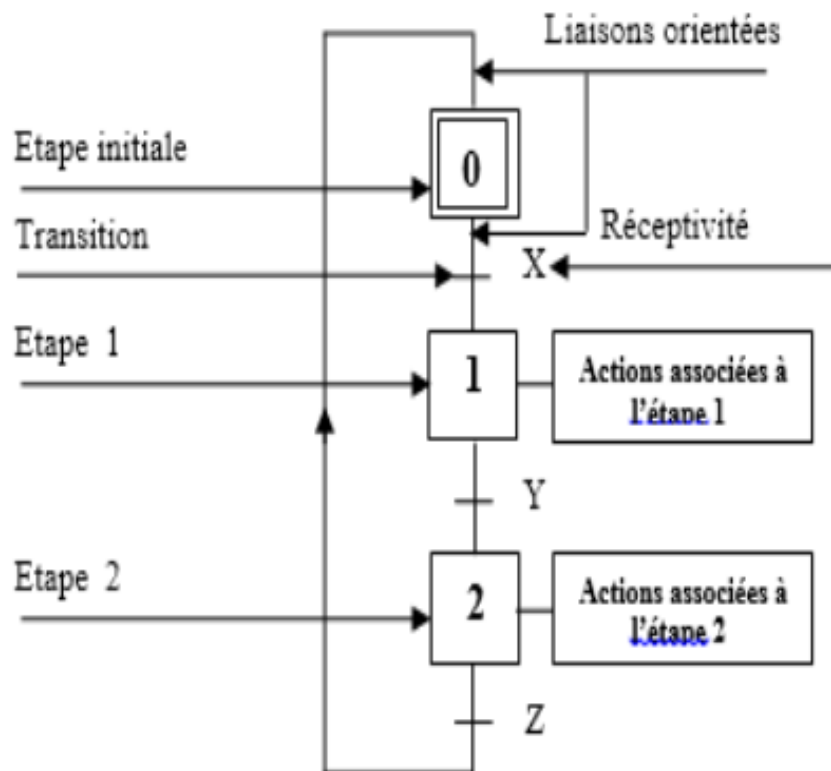 Liaisons orientées
Etape initiale
0
Transition
Réceptivité
X
Etape 1
1
Actions associées à
l'étape 1
Y
Etape 2
2
Actions associées à
l'étape 2
Z